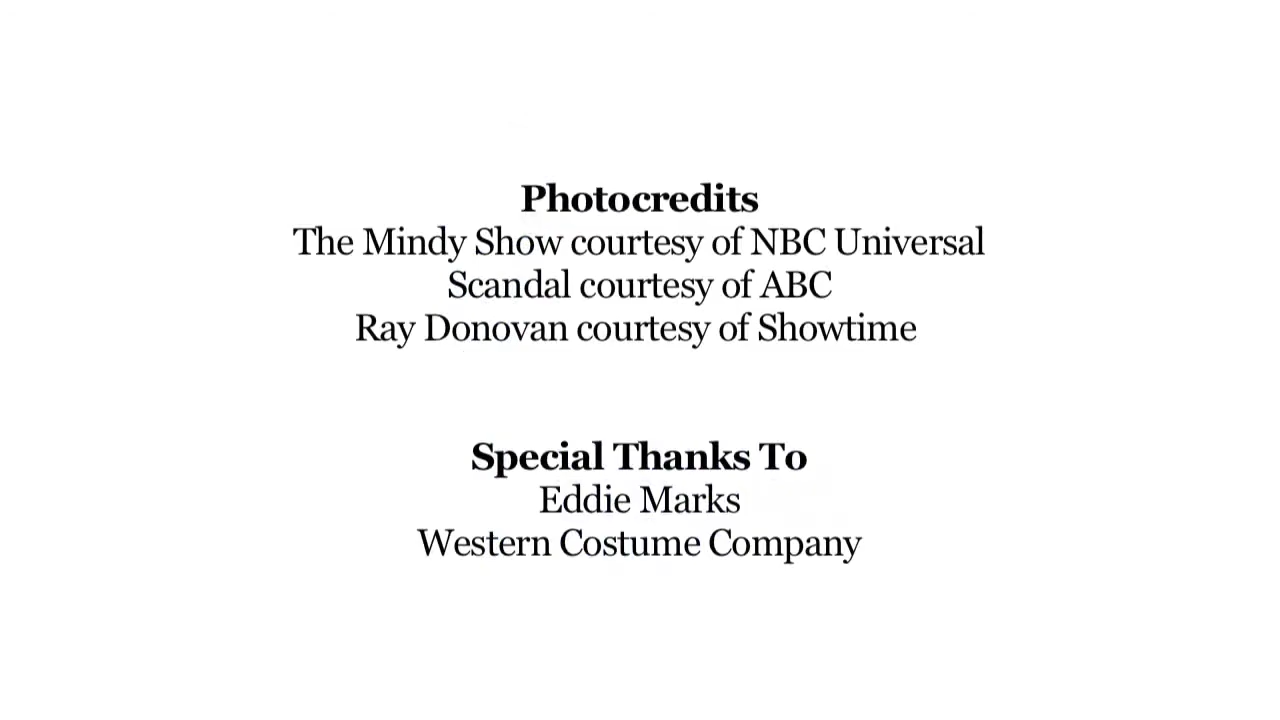 Photocredits
The Mindy Show courtesy of NBC Universal
Scandal courtesy of ABC
Ray Donovan courtesy of Showtime
Special Thanks To
Eddie Marks
Western Costume Company